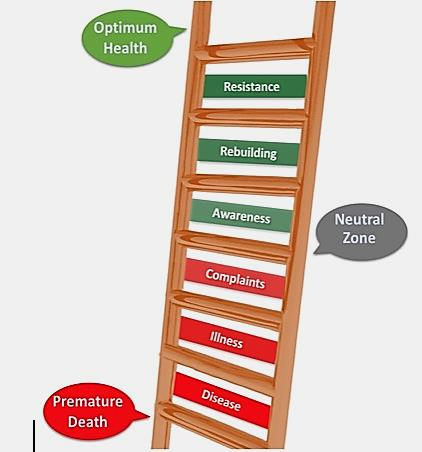 Optimum
Health
Resistance
Rebuilding
Awareness
Neutral
Zone
Complaints
Illness
Disease
Premature
Death